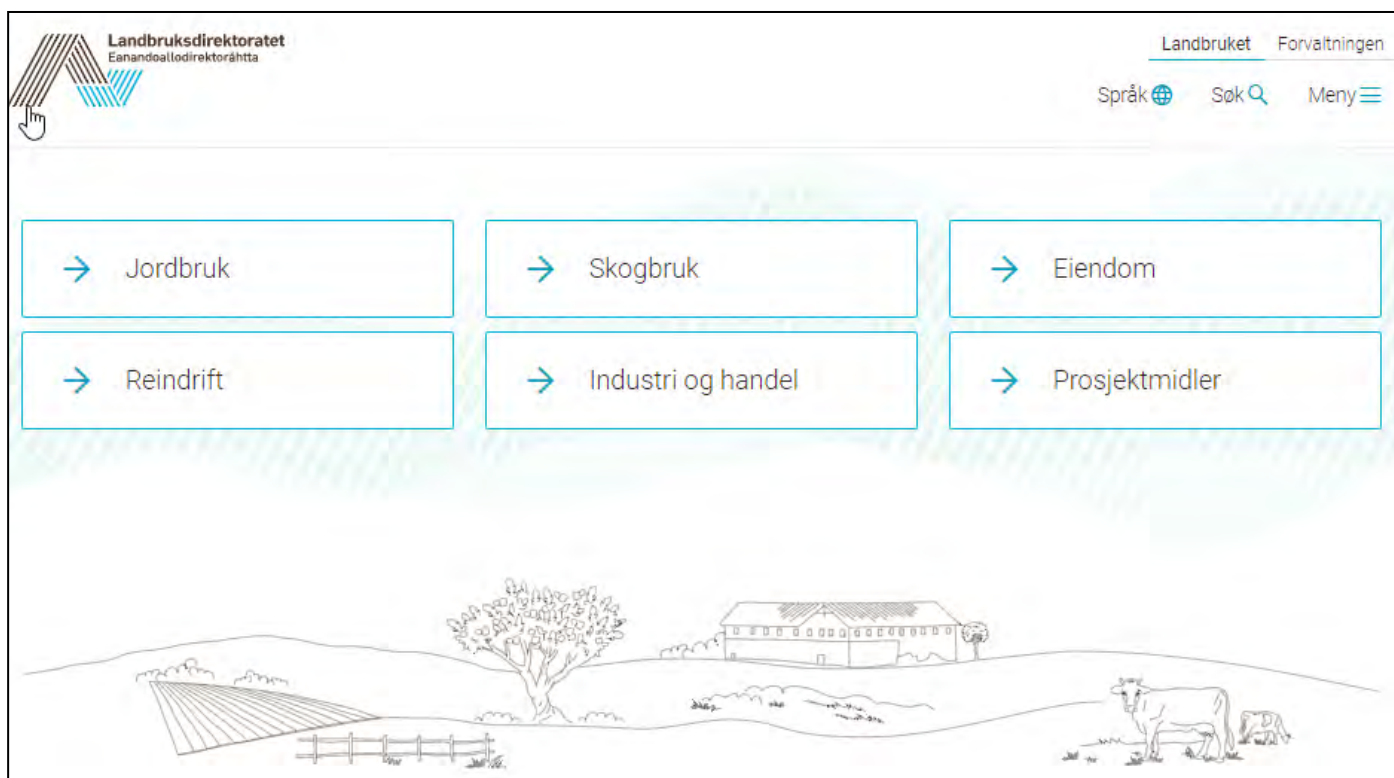 Landbruksdirektoratet
Eanandoallodirektoráhtta
Landbruket Forvaltningen
Språk Søk Meny
Jordbruk Skogbruk Eiendom
Reindrift Industri og handel Prosjektmidler